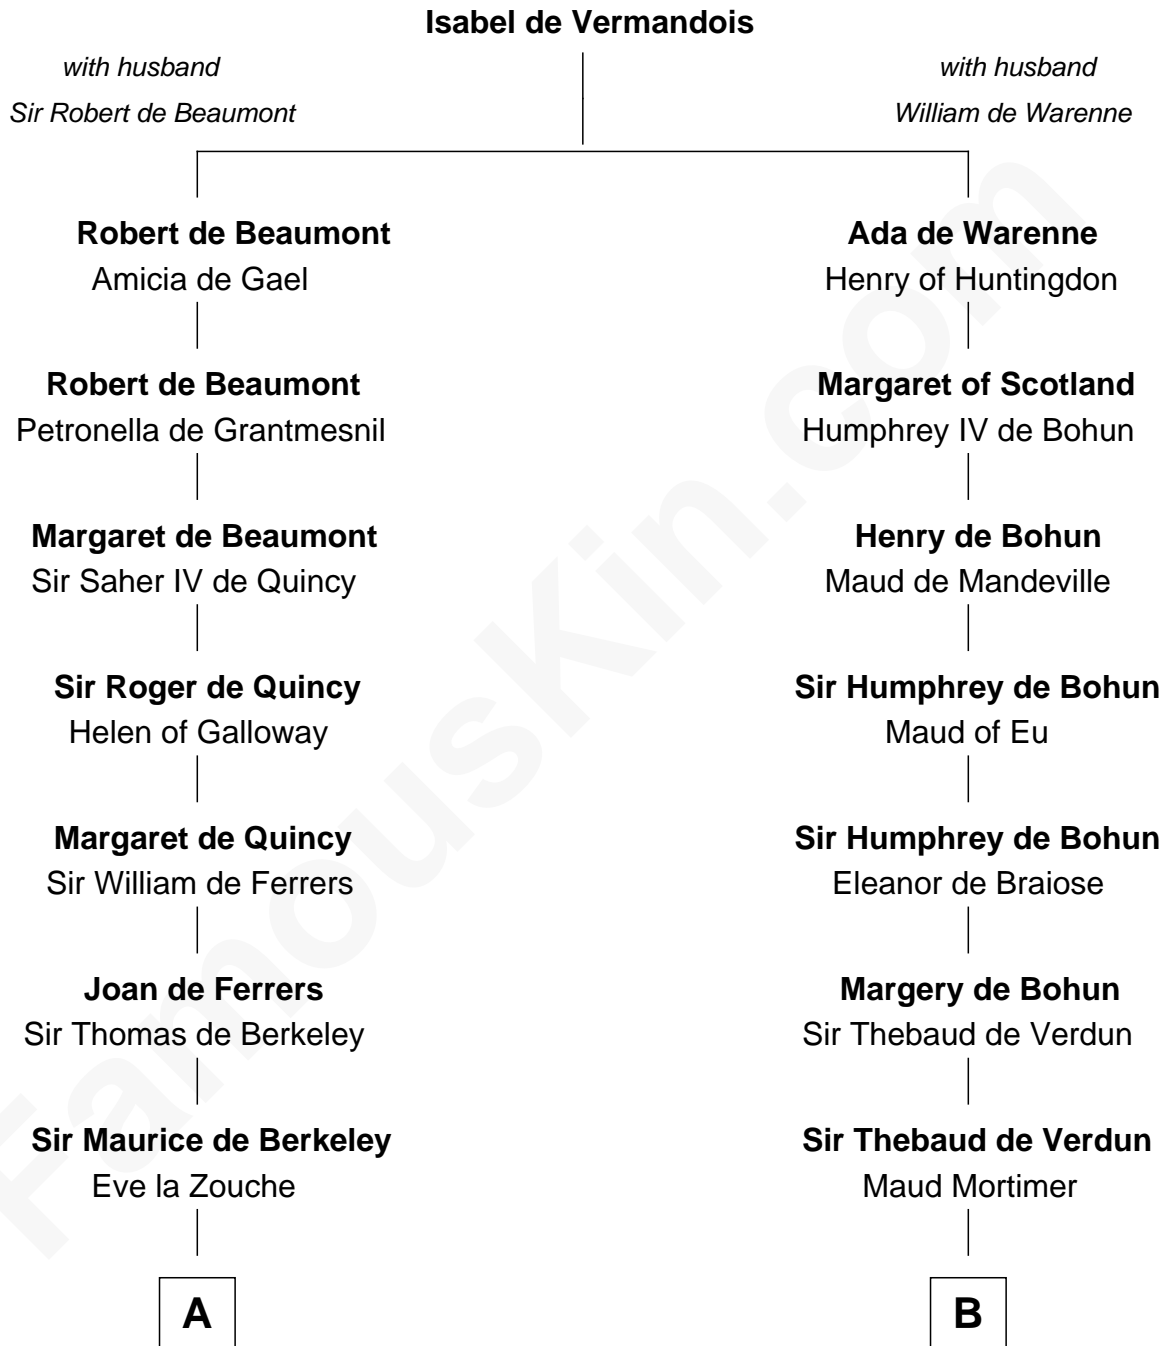 Isabel de Vermandois
with husband
Sir Robert de Beaumont
with husband
William de Warenne
Robert de Beaumont
Amicia de Gael
Ada de Warenne
Henry of Huntingdon
Robert de Beaumont
Petronella de Grantmesnil
Margaret of Scotland
Humphrey IV de Bohun
Margaret de Beaumont
Sir Saher IV de Quincy
Henry de Bohun
Maud de Mandeville
Sir Roger de Quincy
Helen of Galloway
Sir Humphrey de Bohun
Maud of Eu
Margaret de Quincy
Sir William de Ferrers
Sir Humphrey de Bohun
Eleanor de Braiose
Joan de Ferrers
Sir Thomas de Berkeley
Margery de Bohun
Sir Thebaud de Verdun
Sir Maurice de Berkeley
Eve la Zouche
Sir Thebaud de Verdun
Maud Mortimer
A
B
FamousKin.com